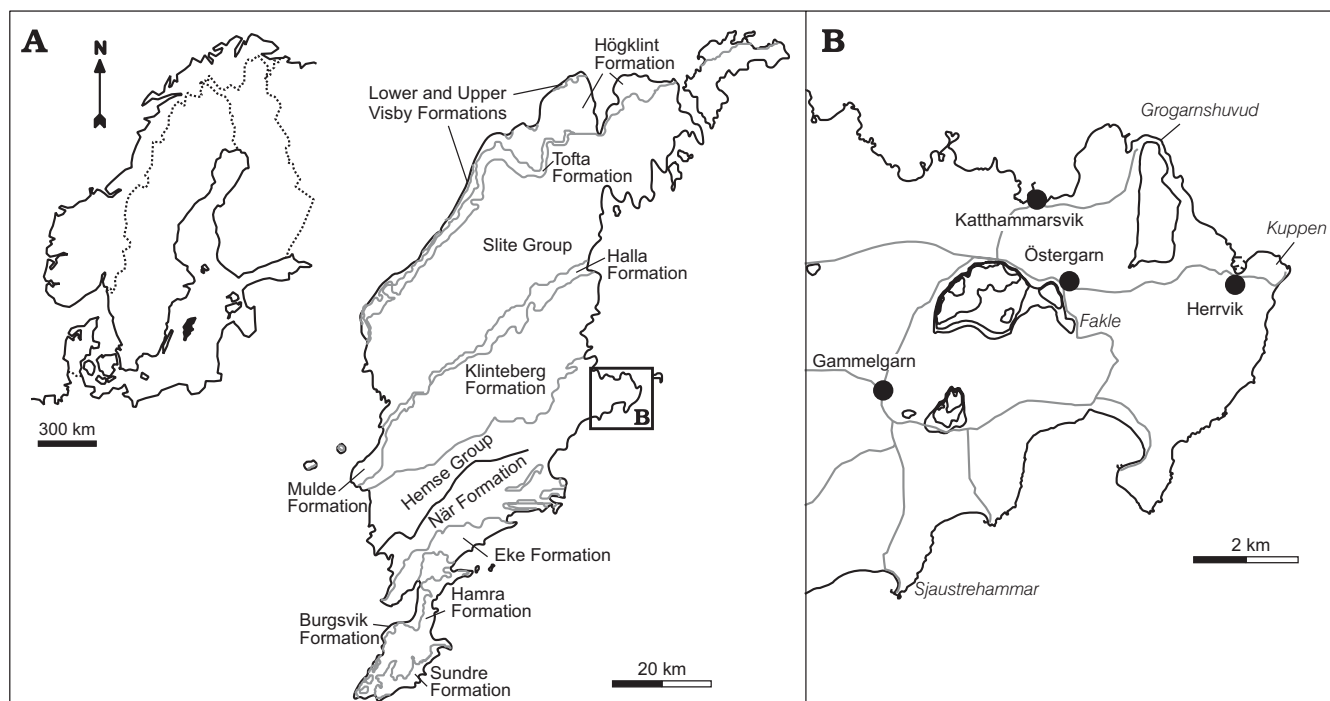 A
N
300 km
Högklint
Formation
Lower and Upper
Visby Formations
Tofta
Formation
Slite Group
Halla
Formation
Klinteberg
Formation
B
Mulde
Formation
Hemse Group
När Formation
Eke Formation
Hamra
Formation
Burgsvik
Formation
Sundre
Formation
20 km
B
Grogarnshuvud
Katthammarsvik
Kuppen
Östergarn
Herrvik
Fakle
Gammelgarn
2 km
Sjaustrehammar